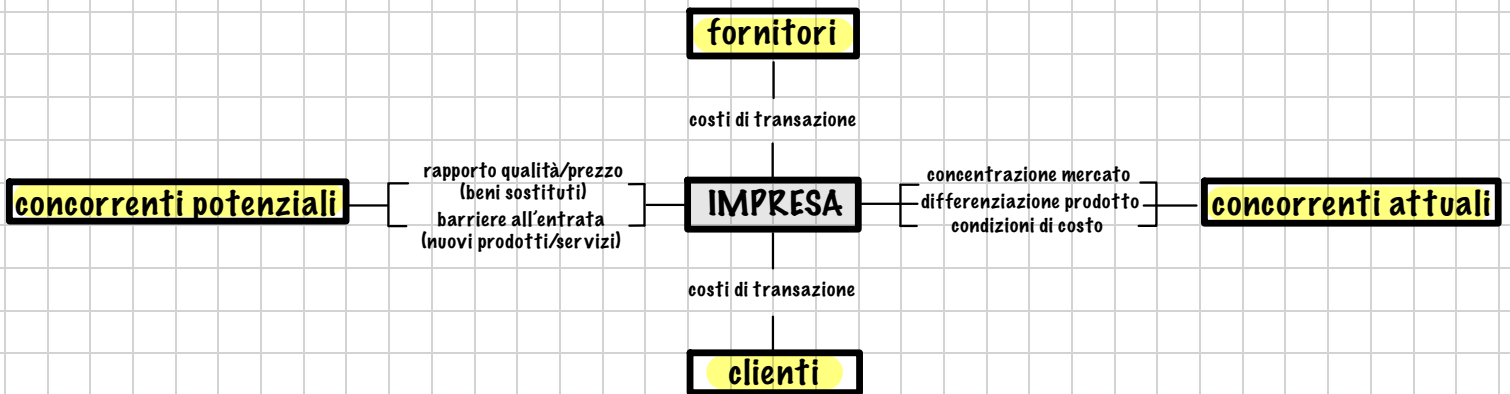 fornitori
costi di transazione
rapporto qualità/prezzo
(beni sostituti)
barriere all'entrata
(nuovi prodotti/servizi)
concorrenti potenziali
IMPRESA
concentrazione mercato
differenziazione prodotto
condizioni di costo
concorrenti attuali
costi di transazione
clienti